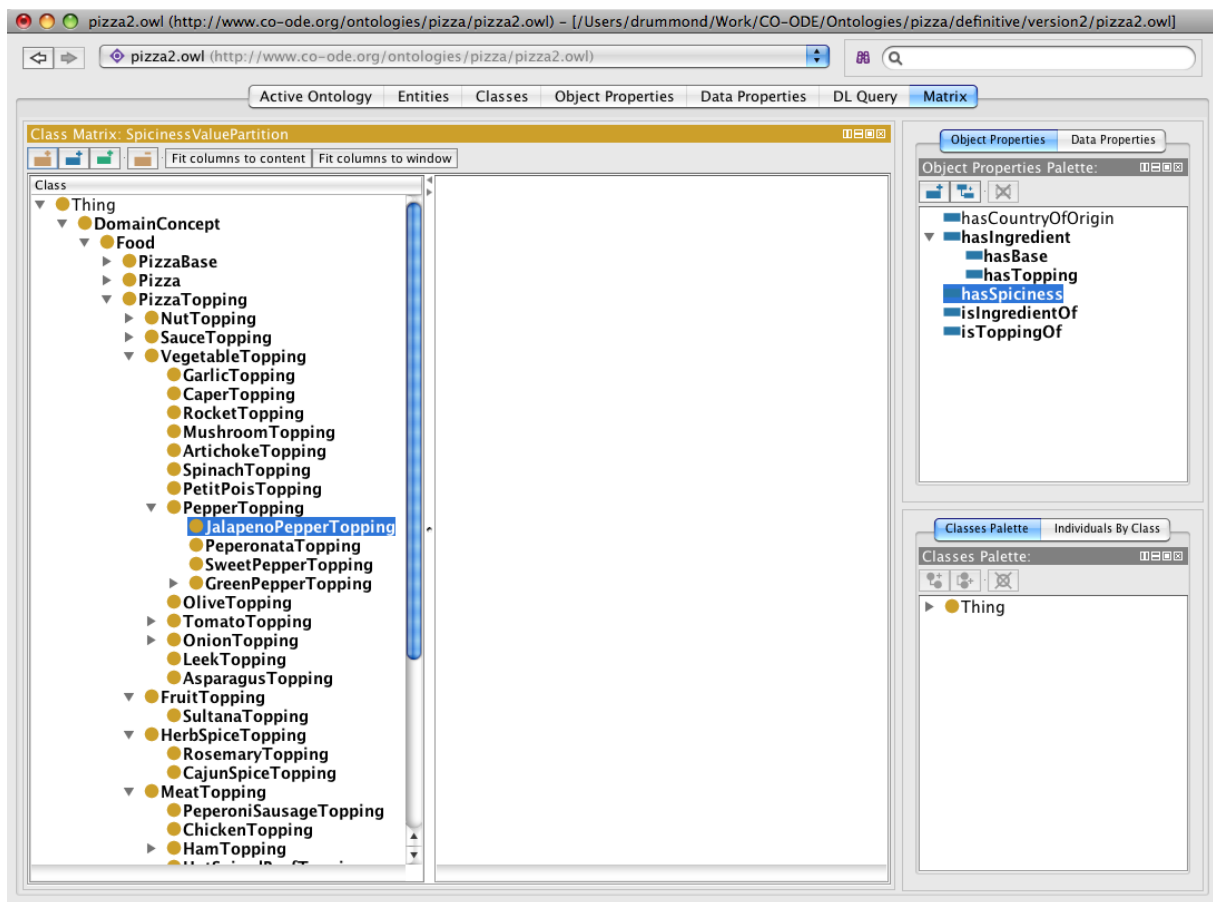 pizza2.owl (http://www.co-ode.org/ontologies/pizza/pizza2.owl) – [/Users/drummond/Work/CO-ODE/Ontologies/pizza/definitive/version2/pizza2.owl]
pizza2.owl (http://www.co-ode.org/ontologies/pizza/pizza2.owl)
Active Ontology Entities Classes Object Properties Data Properties DL Query Matrix
Class Matrix: SpicinessValuePartition
Fit columns to content Fit columns to window
Class
Thing
DomainConcept
Food
PizzaBase
Pizza
PizzaTopping
NutTopping
SauceTopping
VegetableTopping
GarlicTopping
CaperTopping
RocketTopping
MushroomTopping
ArtichokeTopping
SpinachTopping
PetitPoisTopping
PepperTopping
JalapenoPepperTopping
PeperonataTopping
SweetPepperTopping
GreenPepperTopping
OliveTopping
TomatoTopping
OnionTopping
LeekTopping
AsparagusTopping
FruitTopping
SultanaTopping
HerbSpiceTopping
RosemaryTopping
CajunSpiceTopping
MeatTopping
PeperoniSausageTopping
ChickenTopping
HamTopping
Object Properties Data Properties
Object Properties Palette:
hasCountryOfOrigin
hasIngredient
hasBase
hasTopping
hasSpiciness
isIngredientOf
isToppingOf
Classes Palette Individuals By Class
Classes Palette:
Thing